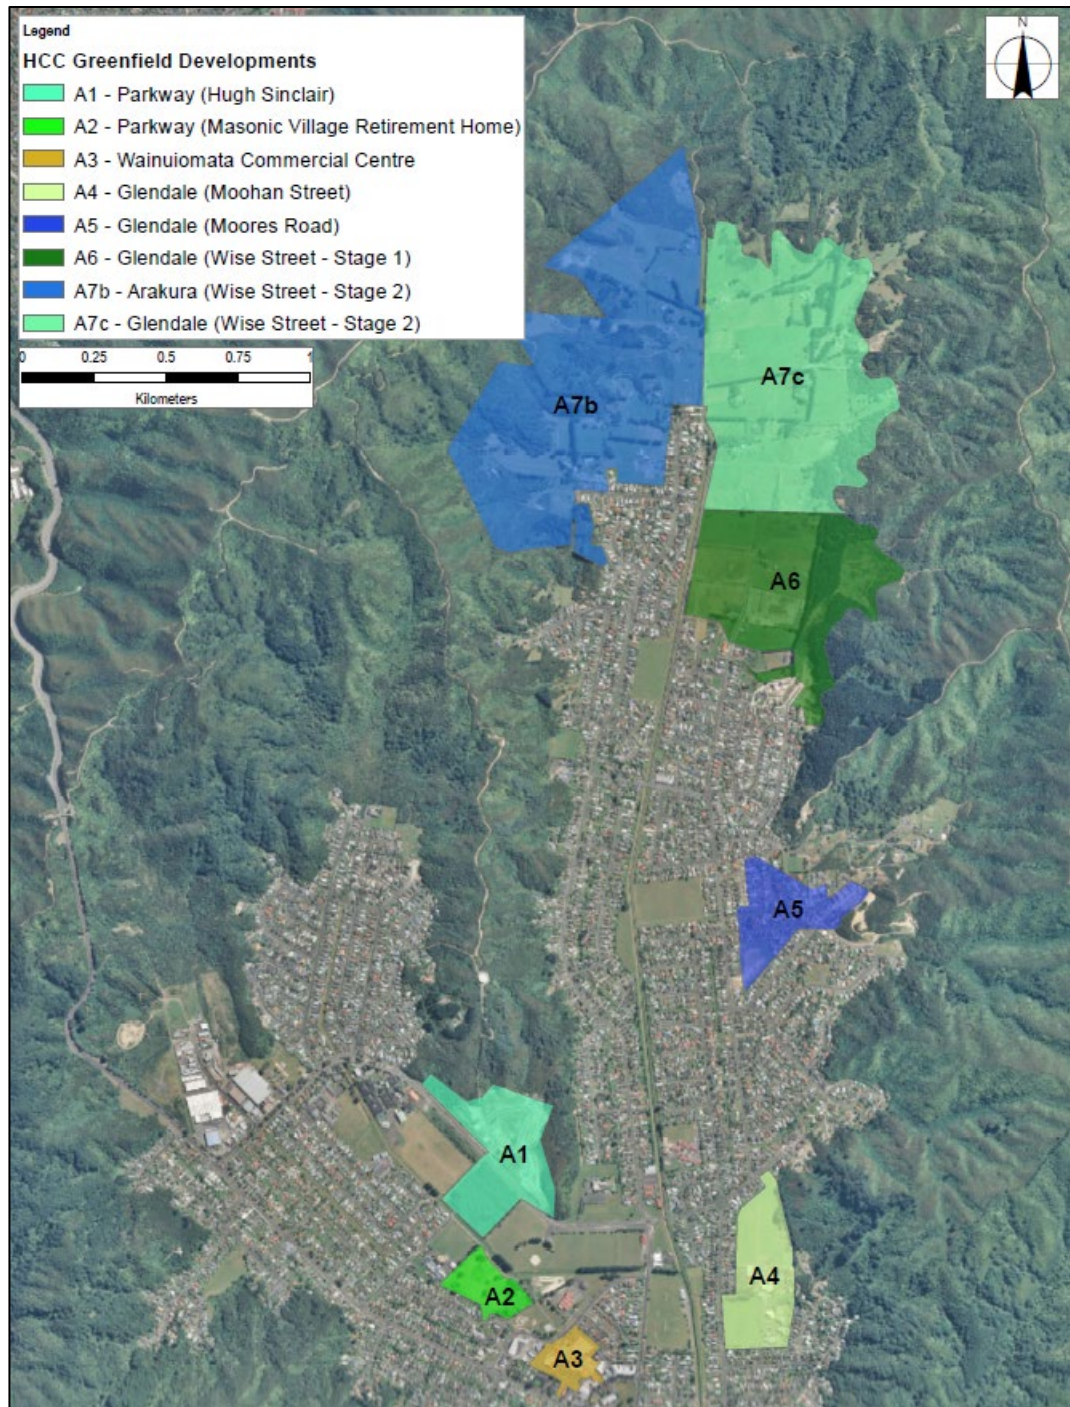 Legend
HCC Greenfield Developments
A1 - Parkway (Hugh Sinclair)
A2 - Parkway (Masonic Village Retirement Home)
A3 - Wainuiomata Commercial Centre
A4 - Glendale (Moohan Street)
A5 - Glendale (Moores Road)
A6 - Glendale (Wise Street - Stage 1)
A7b - Arakura (Wise Street - Stage 2)
A7c - Glendale (Wise Street - Stage 2)
0 0.25 0.5 0.75 1
Kilometers
N
A7c
A7b
A6
A5
A1
A4
A2
A3